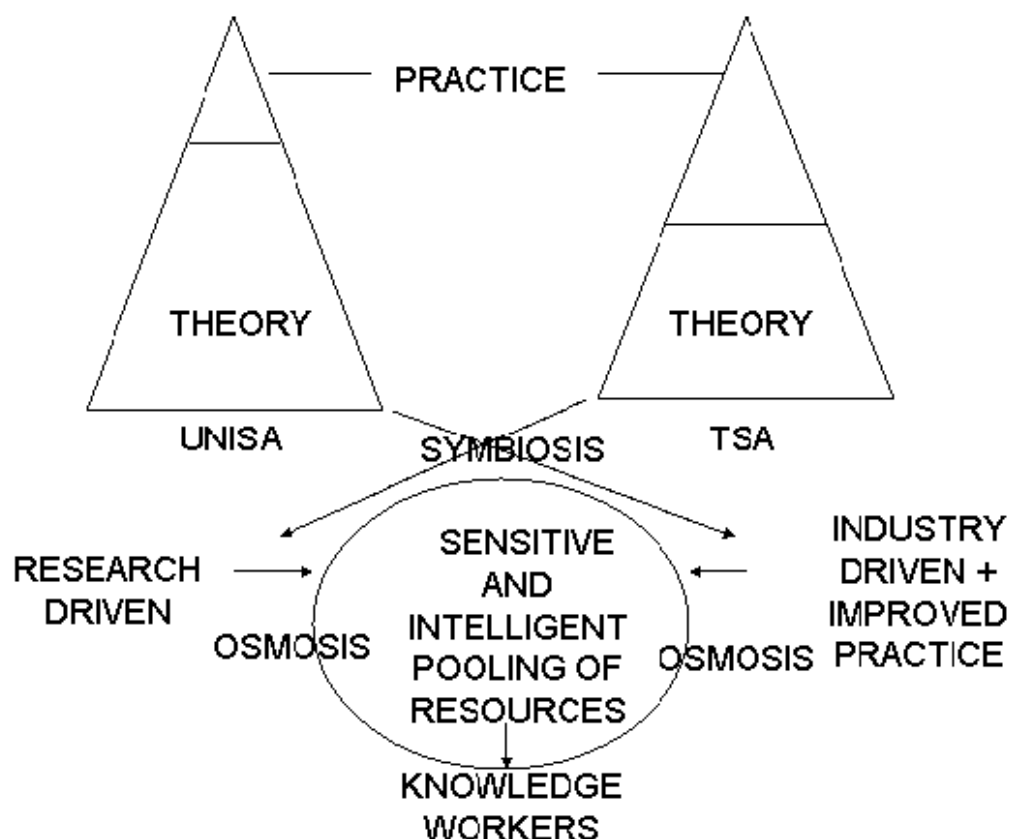 PRACTICE
THEORY
THEORY
UNISA
TSA
SYMBIOSIS
RESEARCH
DRIVEN
SENSITIVE
AND
INTELLIGENT
POOLING OF
RESOURCES
INDUSTRY
DRIVEN +
IMPROVED
PRACTICE
OSMOSIS
OSMOSIS
KNOWLEDGE
WORKERS